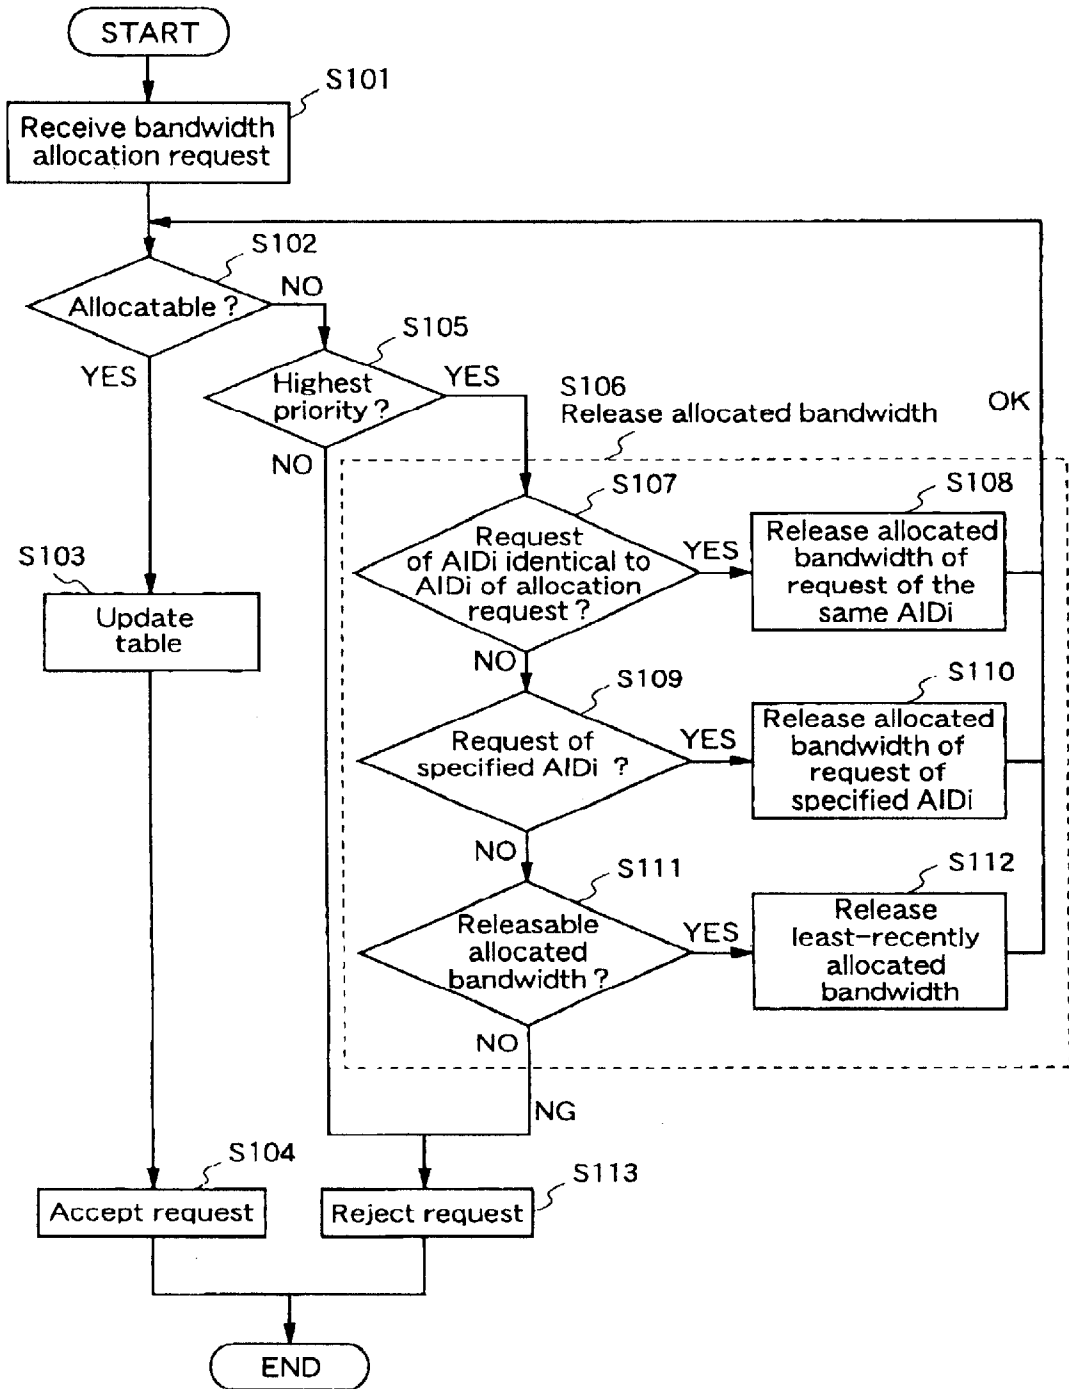 START
S101
Receive bandwidth
allocation request
S102
Allocatable ?
NO
YES
S105
Highest
priority ?
YES
NO
S106
Release allocated bandwidth
OK
S107
Request
of AIDi identical to
AIDi of allocation
request ?
YES
NO
S108
Release allocated
bandwidth of
request of the
same AIDi
S103
Update
table
S109
Request of
specified AIDi ?
YES
NO
S110
Release allocated
bandwidth of
request of
specified AIDi
S111
Releasable
allocated
bandwidth ?
YES
NO
S112
Release
least-recently
allocated
bandwidth
NG
S104
Accept request
S113
Reject request
END